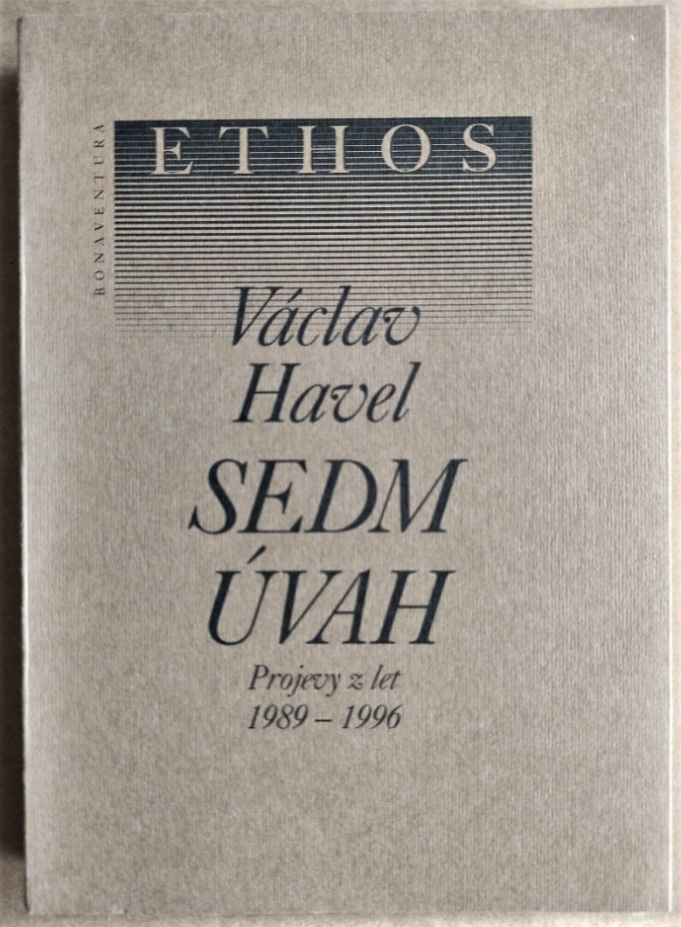 ETHOS
BONAVENTURA
Václav
Havel
SEDM
ÚVAH
Projevy z let
1989 – 1996